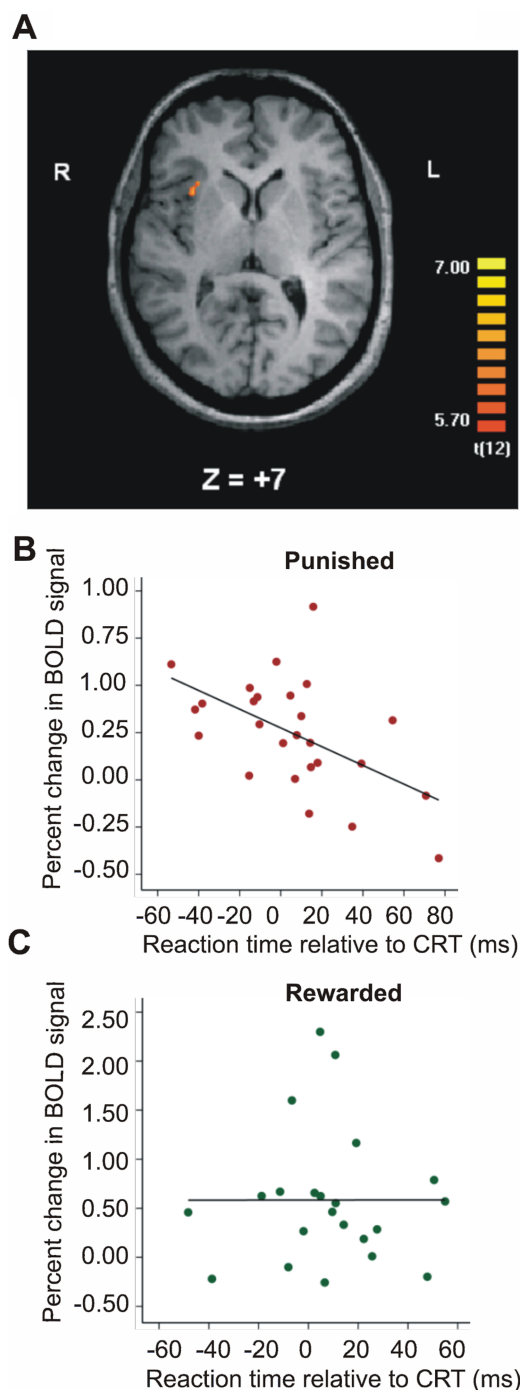 A
R
L
7.00
5.70
t(12)
Z = +7
B
Punished
Percent change in BOLD signal
1.00
0.75
1.00
0.25
0.00
-0.25
-0.50
-60 -40 -20 0 20 40 60 80
Reaction time relative to CRT (ms)
C
Rewarded
Percent change in BOLD signal
2.50
2.00
1.50
1.00
0.50
0.00
-0.50
-60 -40 -20 0 20 40 60
Reaction time relative to CRT (ms)